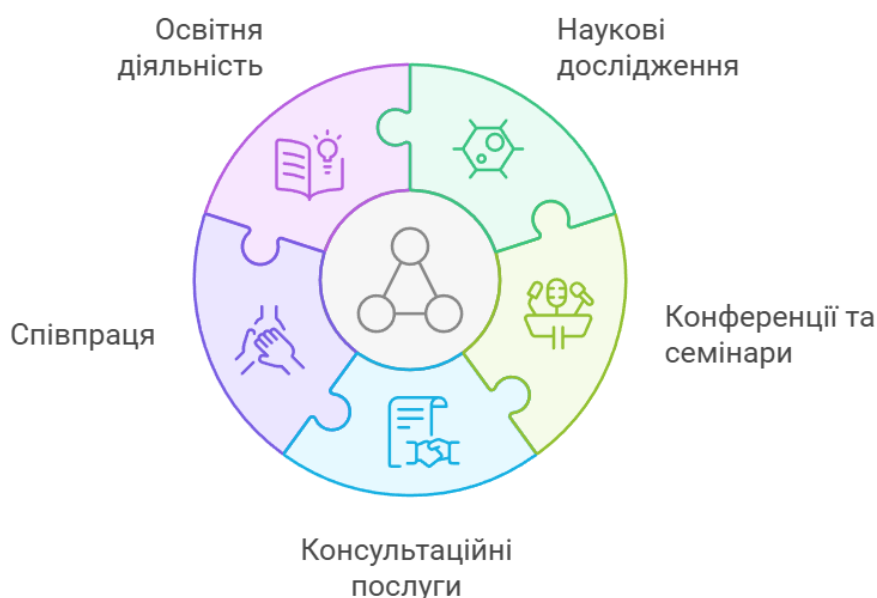 Освітня
діяльність
Наукові
дослідження
Співпраця
Конференції та
семінари
Консультаційні
послуги